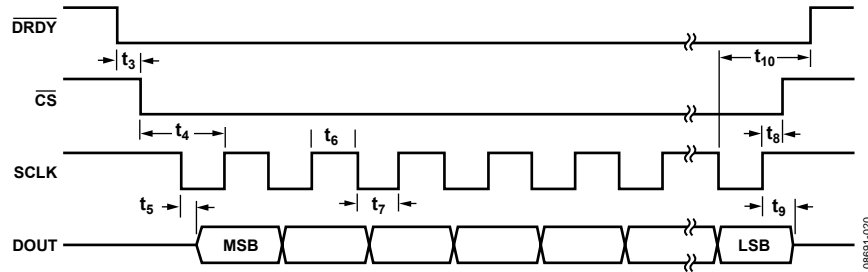 DRDY
t3
t10
CS
t4
t6
t8
SCLK
t5
t7
t9
DOUT
MSB
LSB
08691-020